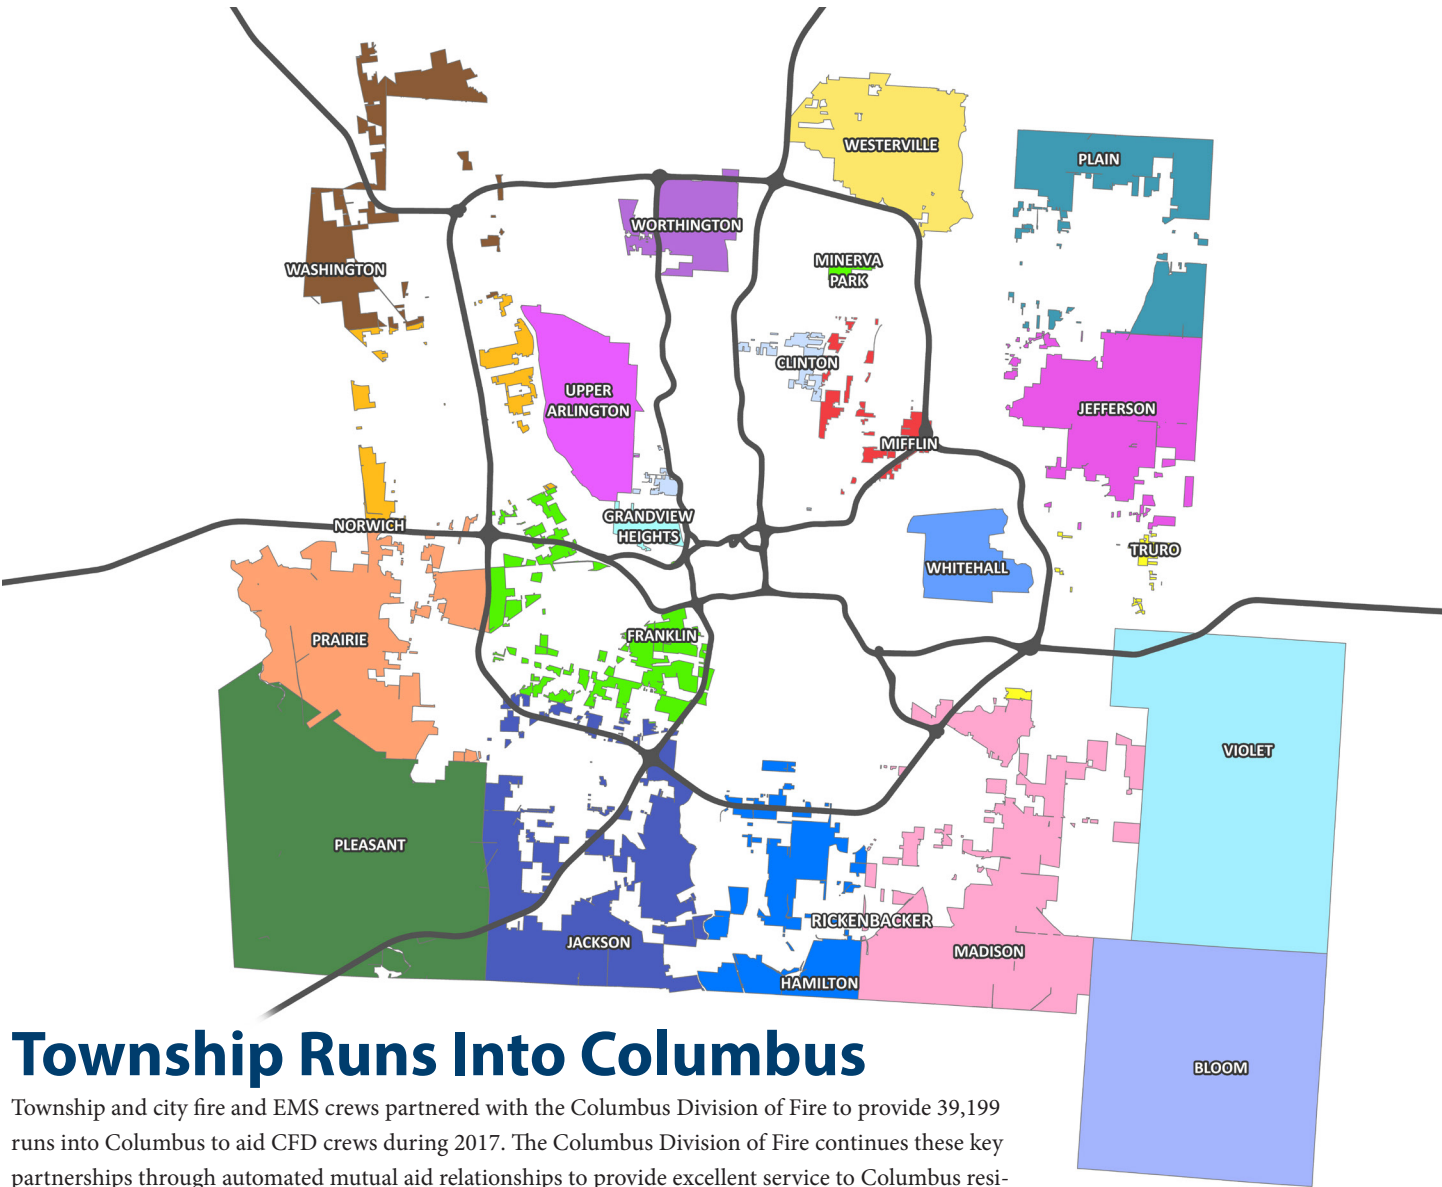 WESTERVILLE
PLAIN
WORTHINGTON
WASHINGTON
MINERVA
PARK
CLINTON
UPPER
ARLINGTON
JEFFERSON
MIFFLIN
GRANDVIEW
HEIGHTS
NORWICH
TRURO
WHITEHALL
FRANKLIN
PRAIRIE
VIOLET
PLEASANT
RICKENBACKER
JACKSON
MADISON
HAMILTON
BLOOM
Township Runs Into Columbus
Township and city fire and EMS crews partnered with the Columbus Division of Fire to provide 39,199
runs into Columbus to aid CFD crews during 2017. The Columbus Division of Fire continues these key
partnerships through automated mutual aid relationships to provide excellent service to Columbus resi-